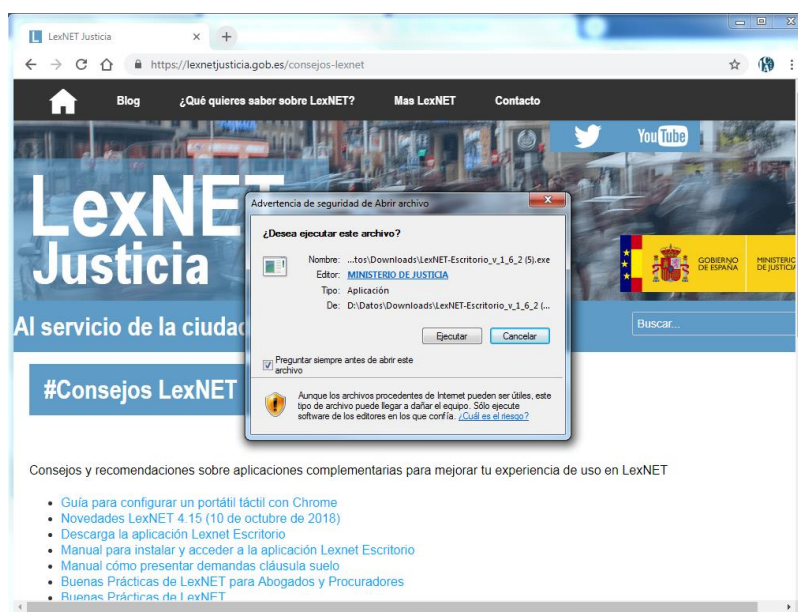 LexNET Justicia
https://lexnetjusticia.gob.es/consejos-lexnet
Blog ¿Qué quieres saber sobre LexNET? Mas LexNET Contacto
You Tube
LexNET
Justicia
GOBIERNO DE ESPAÑA
MINISTERIO DE JUSTICIA
Al servicio de la ciudad
Buscar...
Advertencia de seguridad de Abrir archivo
¿Desea ejecutar este archivo?
Nombre: ...tos\Downloads\LexNET-Escritorio_v_1_6_2 (5).exe
Editor: MINISTERIO DE JUSTICIA
Tipo: Aplicación
De: D:\Datos\Downloads\LexNET-Escritorio_v_1_6_2 (...
Ejecutar Cancelar
Preguntar siempre antes de abrir este
archivo
Aunque los archivos procedentes de Internet pueden ser útiles, este
tipo de archivo puede llegar a dañar el equipo. Sólo ejecute
software de los editores en los que confía. ¿Cuál es el riesgo?
#Consejos LexNET
Consejos y recomendaciones sobre aplicaciones complementarias para mejorar tu experiencia de uso en LexNET
Guía para configurar un portátil táctil con Chrome
Novedades LexNET 4.15 (10 de octubre de 2018)
Descarga la aplicación Lexnet Escritorio
Manual para instalar y acceder a la aplicación Lexnet Escritorio
Manual cómo presentar demandas cláusula suelo
Buenas Prácticas de LexNET para Abogados y Procuradores
Buenas Prácticas de LexNET